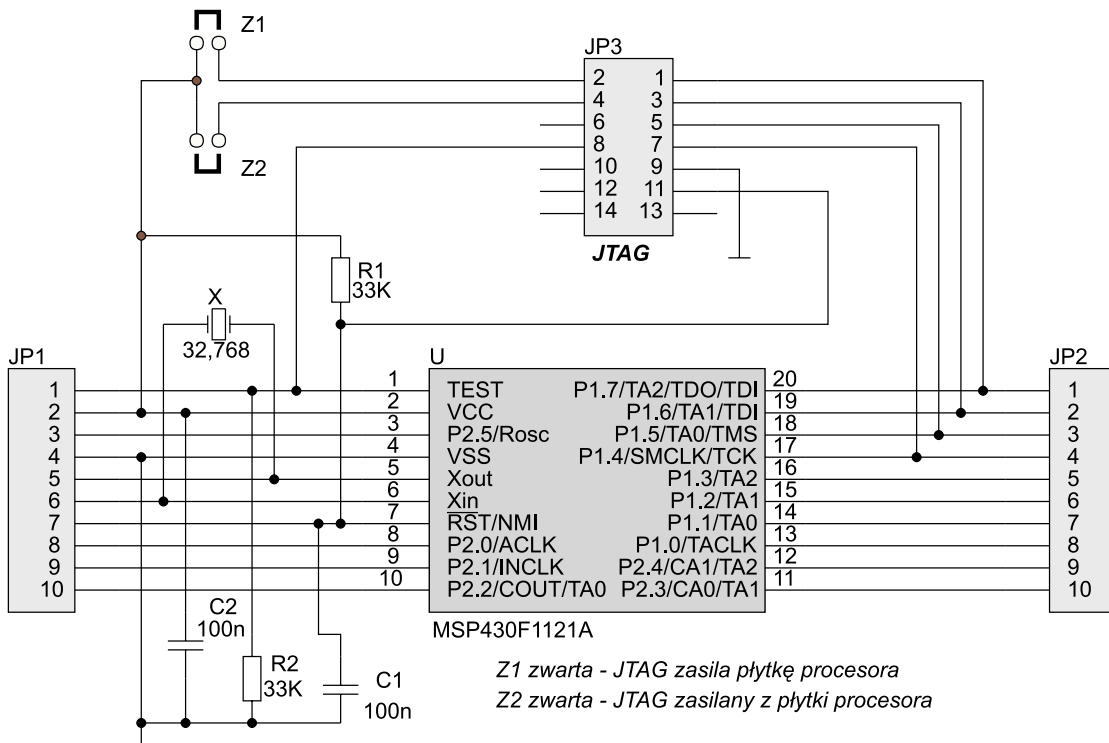 Z1
Z2
JP3
2 1
4 3
6 5
8 7
10 9
12 11
14 13
JTAG
R1
33K
X
32,768
JP1
1
2
3
4
5
6
7
8
9
10
U
1 TEST P1.7/TA2/TDO/TDI 20
2 VCC P1.6/TA1/TDI 19
3 P2.5/Rosc P1.5/TA0/TMS 18
4 VSS P1.4/SMCLK/TCK 17
5 Xout P1.3/TA2 16
6 Xin P1.2/TA1 15
7 RST/NMI P1.1/TA0 14
8 P2.0/ACLK P1.0/TACLK 13
9 P2.1/INCLK P2.4/CA1/TA2 12
10 P2.2/COUT/TA0 P2.3/CA0/TA1 11
MSP430F1121A
JP2
1
2
3
4
5
6
7
8
9
10
C2
100n
R2
33K
C1
100n
Z1 zwarta - JTAG zasila płytkę procesora
Z2 zwarta - JTAG zasilany z płytki procesora